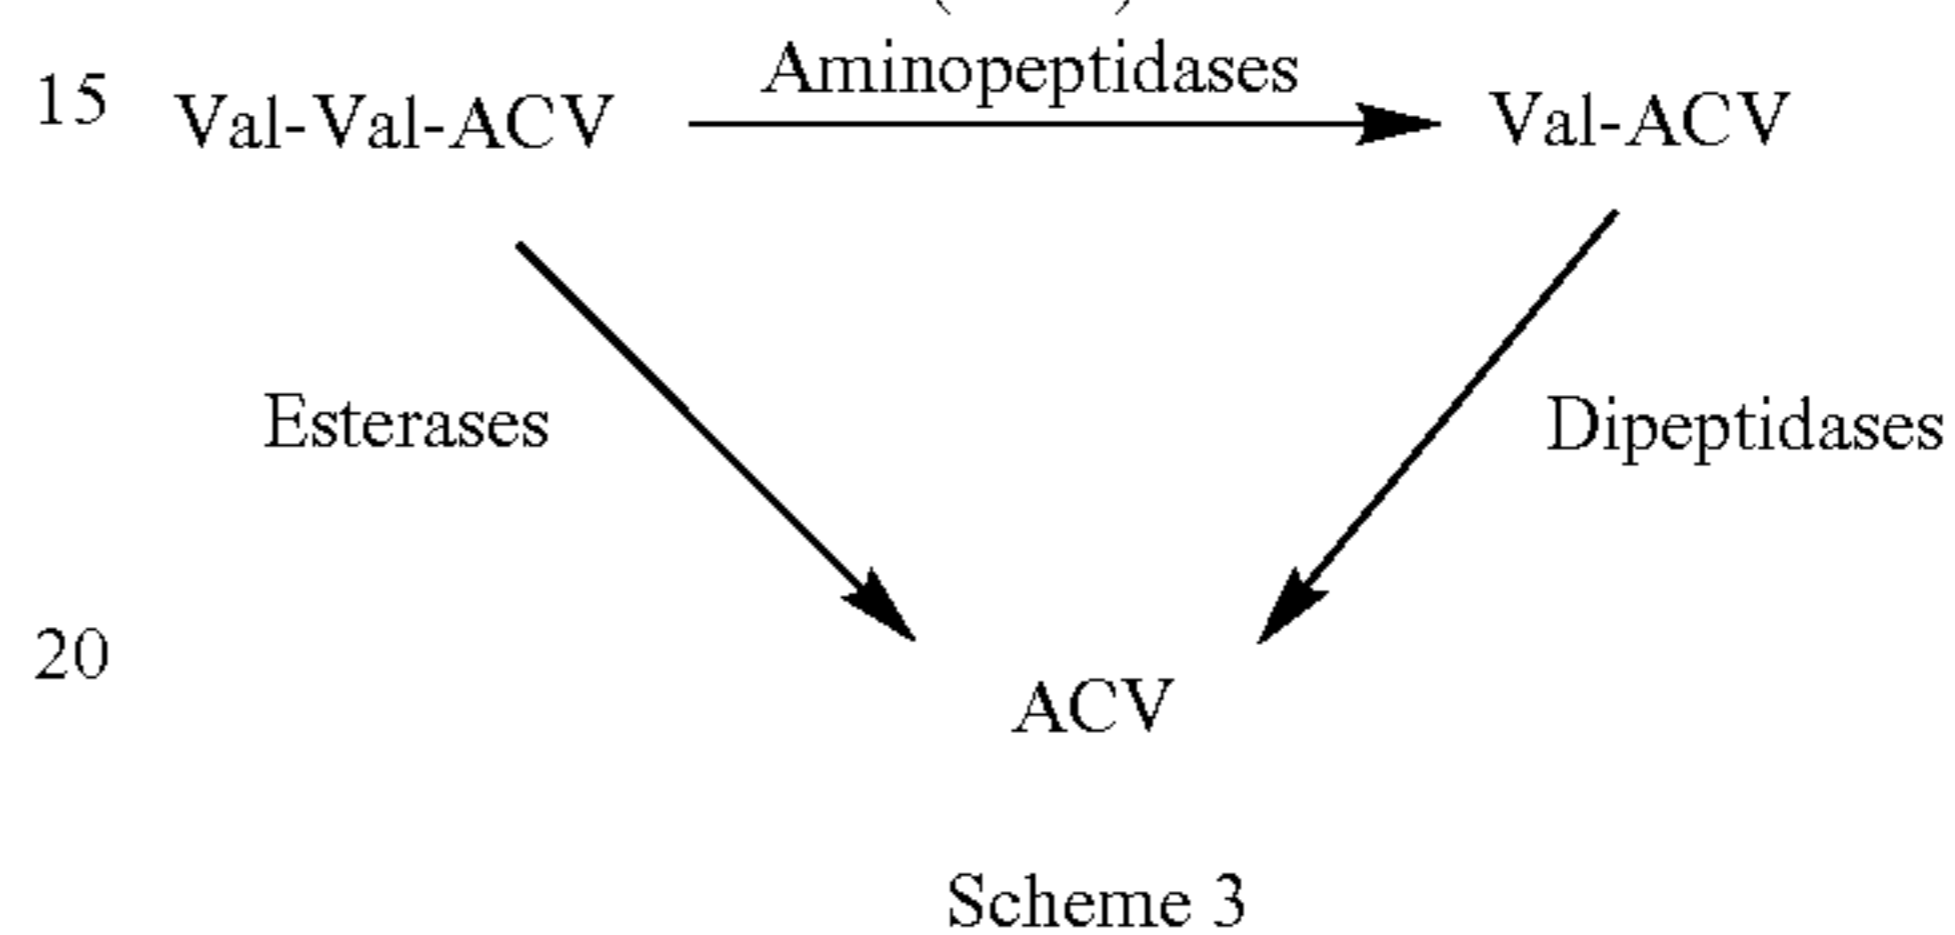 Aminopeptidases
15 Val-Val-ACV Val-ACV
Esterases Dipeptidases
20
ACV
Scheme 3